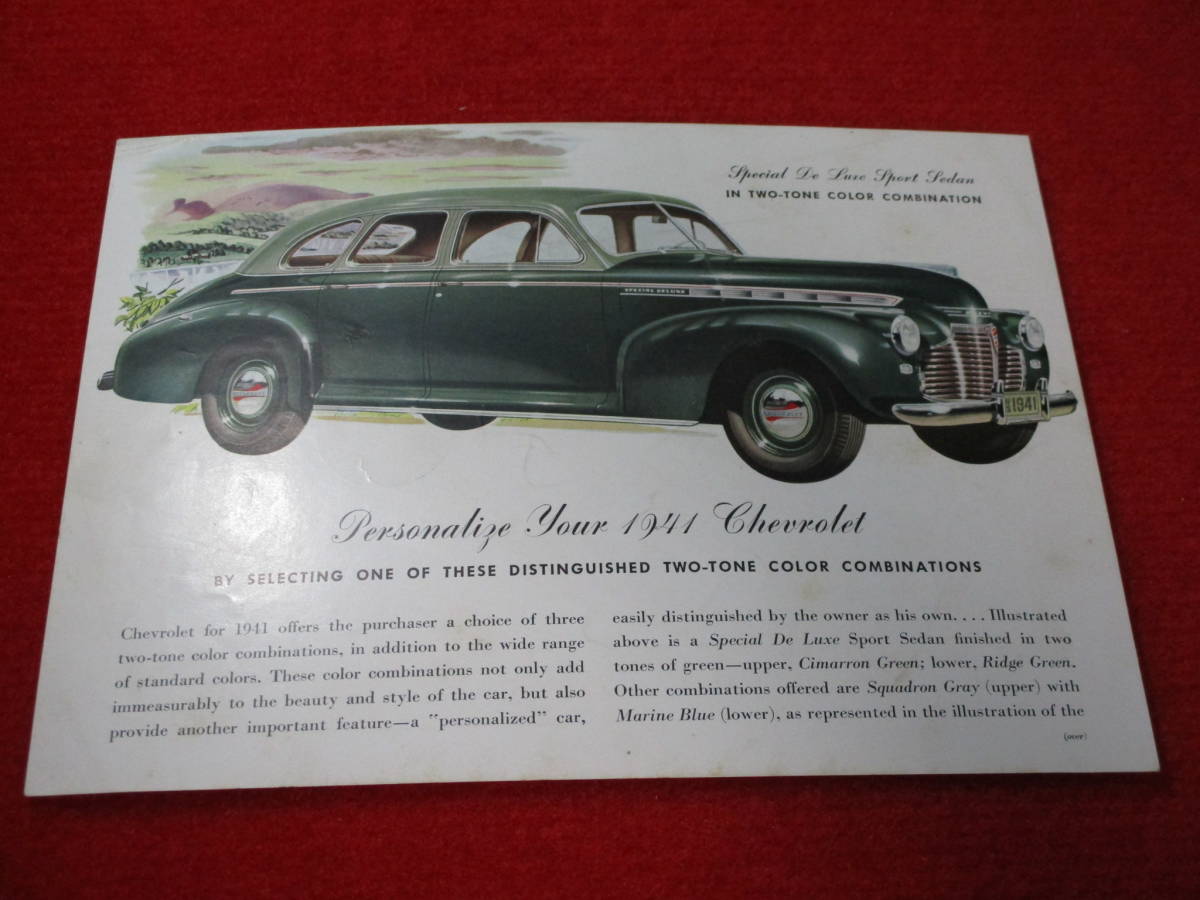 Special De Luxe Sport Sedan
IN TWO-TONE COLOR COMBINATION
SPECIAL DELUXE
1941
Personalize Your 1941 Chevrolet
BY SELECTING ONE OF THESE DISTINGUISHED TWO-TONE COLOR COMBINATIONS
Chevrolet for 1941 offers the purchaser a choice of three
two-tone color combinations, in addition to the wide range
of standard colors. These color combinations not only add
immeasurably to the beauty and style of the car, but also
provide another important feature—a "personalized" car,
easily distinguished by the owner as his own. . . . Illustrated
above is a Special De Luxe Sport Sedan finished in two
tones of green—upper, Cimarron Green; lower, Ridge Green.
Other combinations offered are Squadron Gray (upper) with
Marine Blue (lower), as represented in the illustration of the
(over)